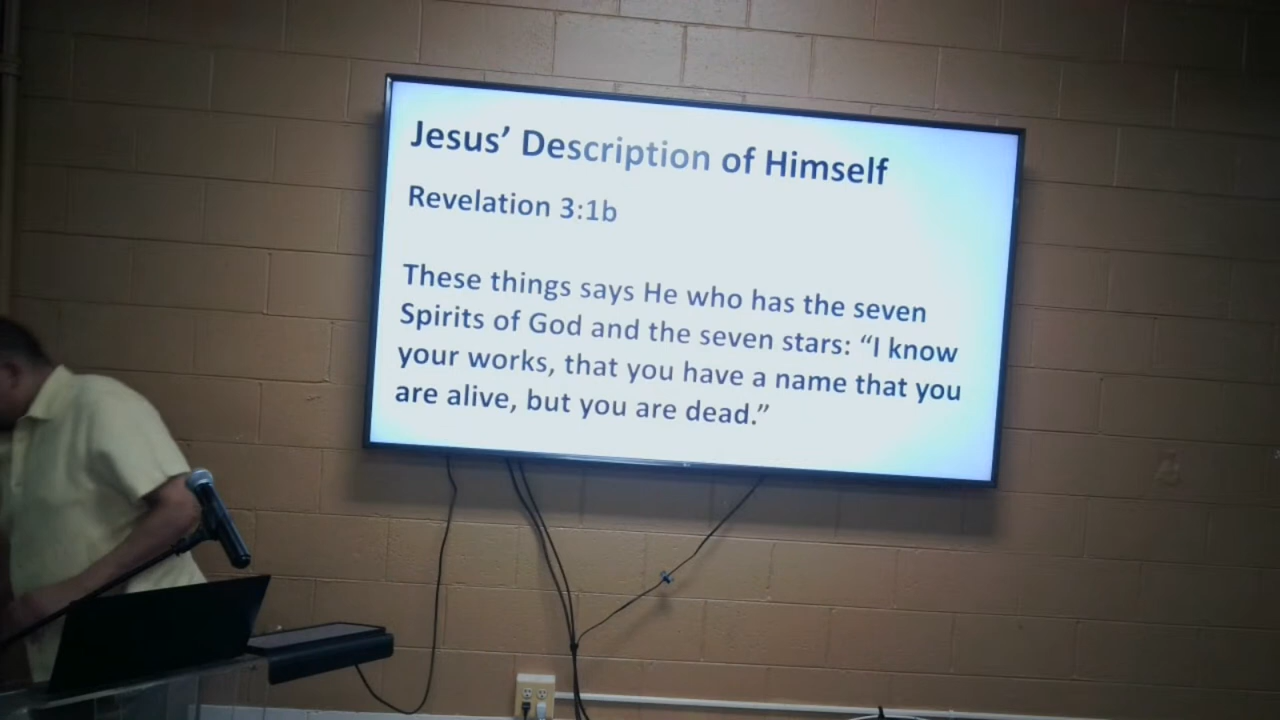 Jesus’ Description of Himself
Revelation 3:1b
These things says He who has the seven
Spirits of God and the seven stars: “I know
your works, that you have a name that you
are alive, but you are dead.”